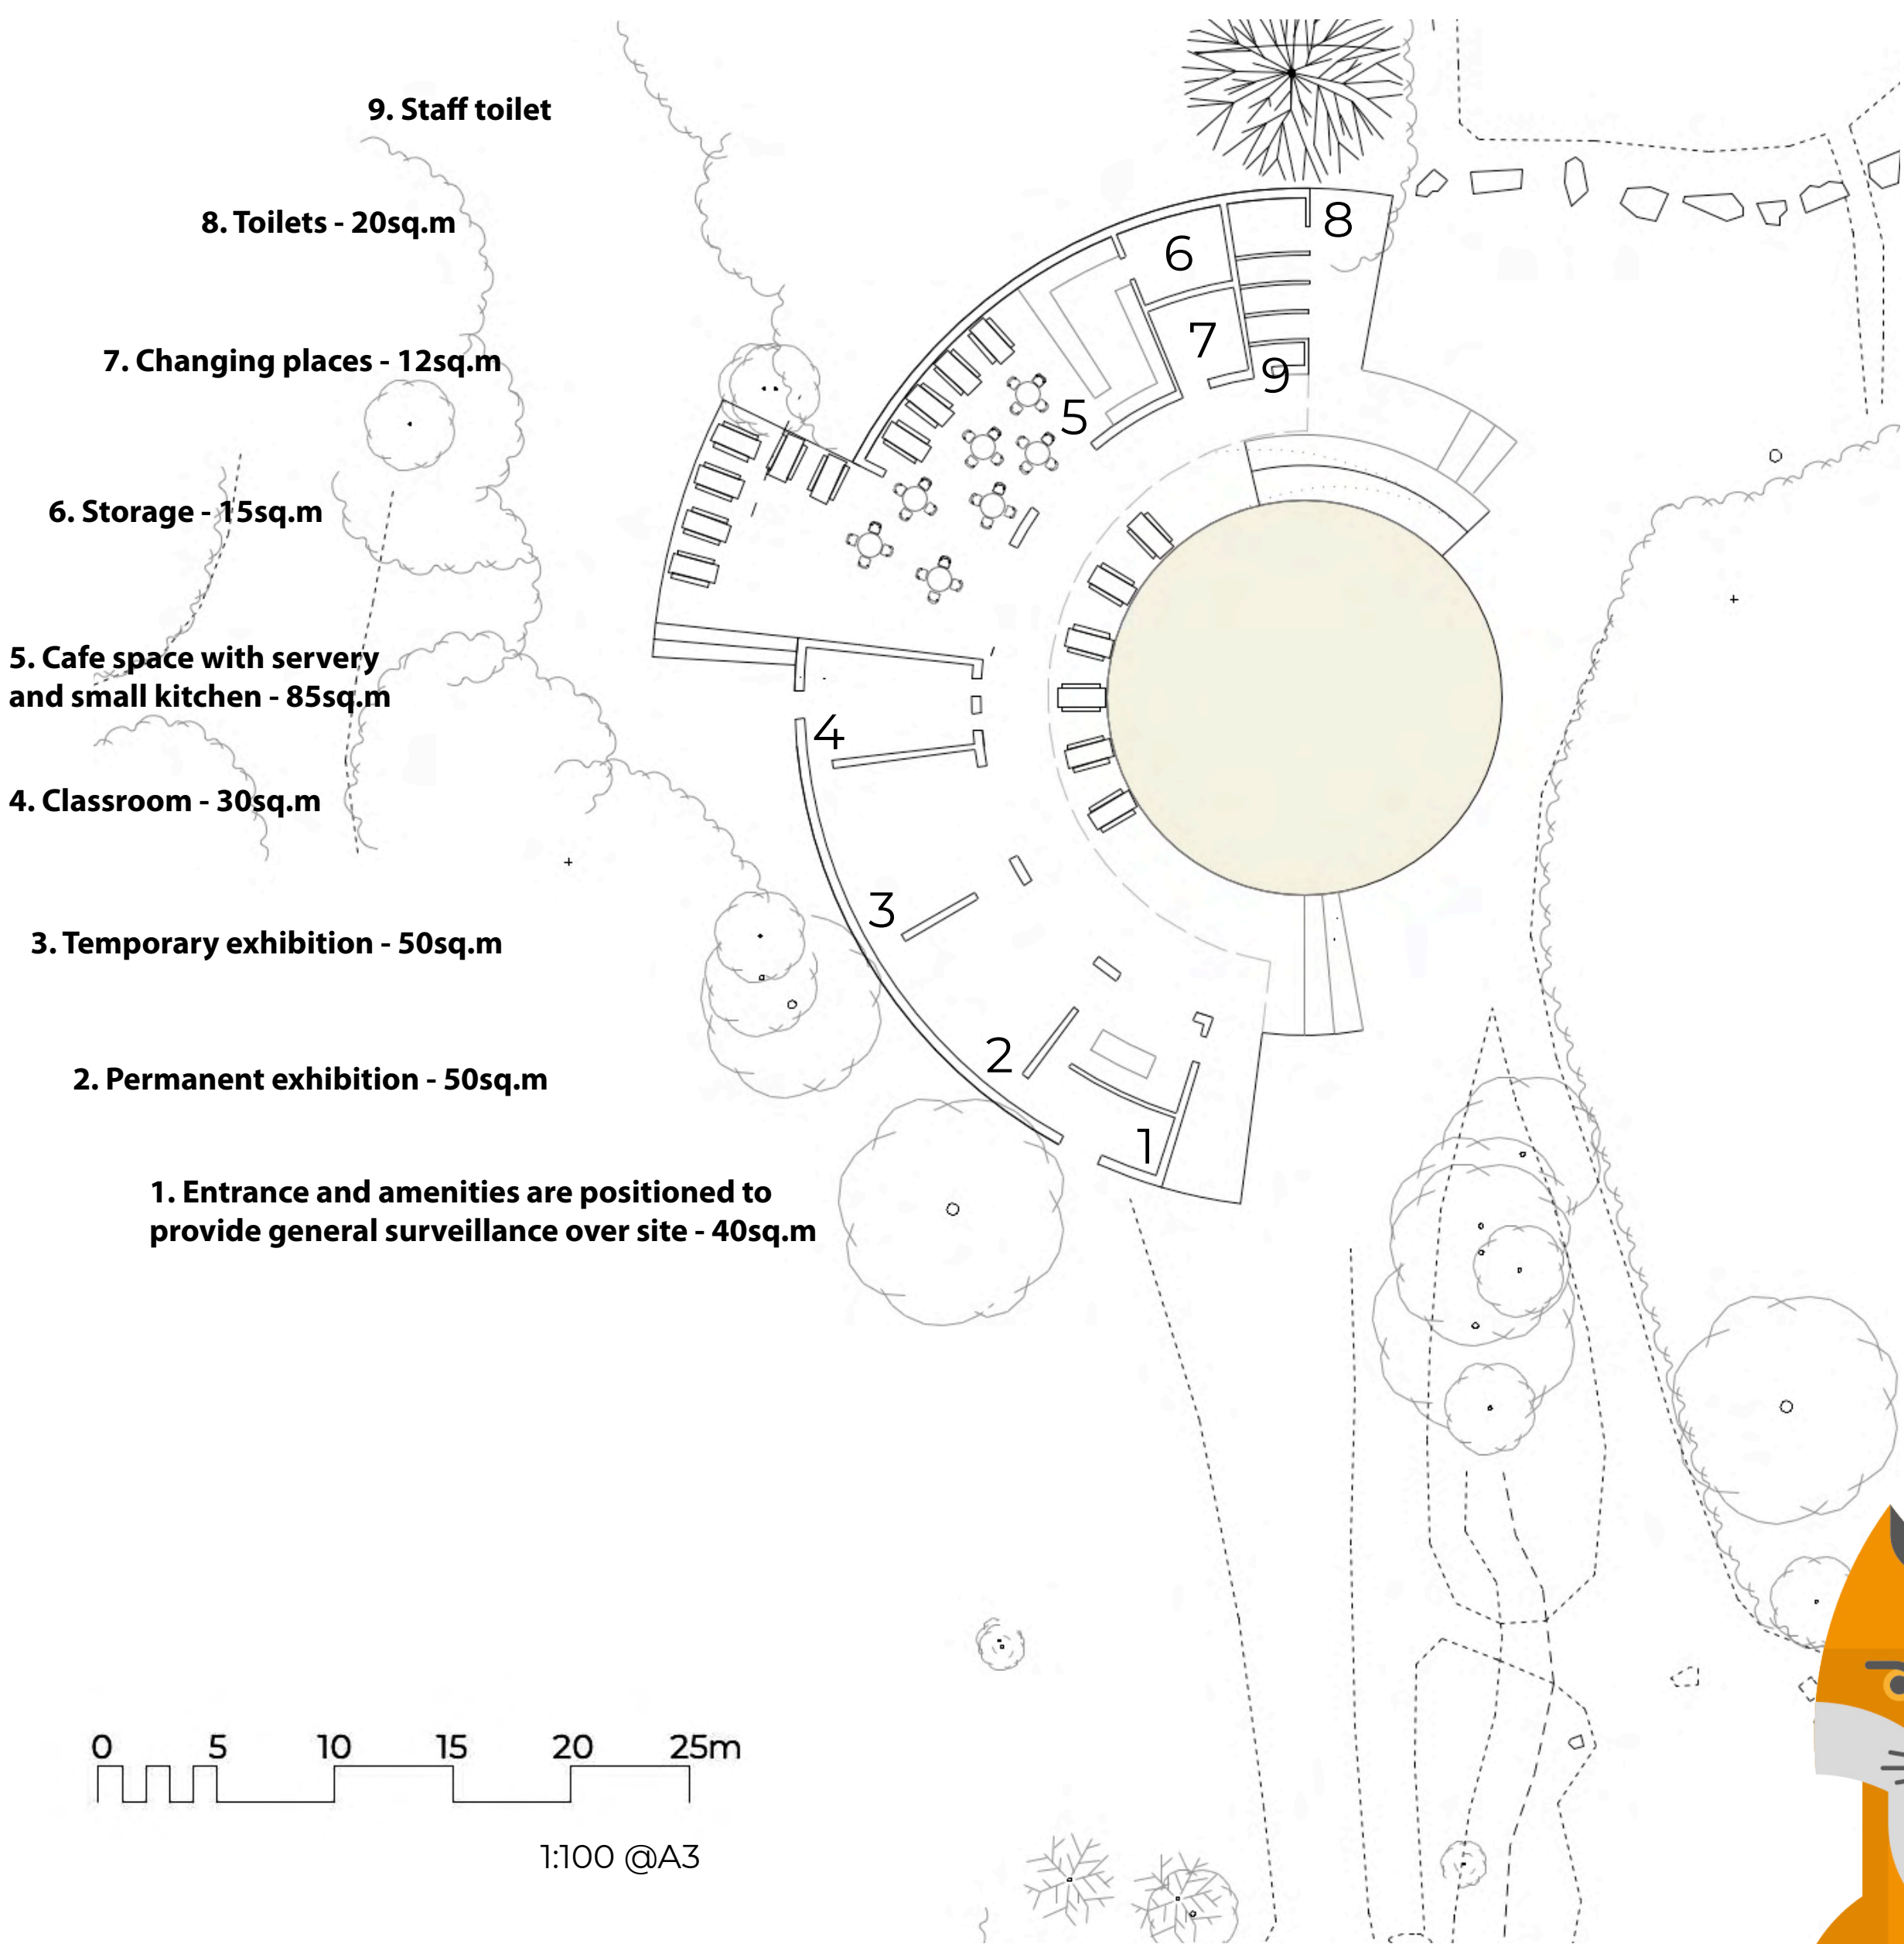 9. Staff toilet
8. Toilets - 20sq.m
7. Changing places - 12sq.m
6. Storage - 15sq.m
5. Cafe space with servery
and small kitchen - 85sq.m
4. Classroom - 30sq.m
3. Temporary exhibition - 50sq.m
2. Permanent exhibition - 50sq.m
1. Entrance and amenities are positioned to
provide general surveillance over site - 40sq.m
8
6
7
9
5
4
3
2
1
0 5 10 15 20 25m
1:100 @A3